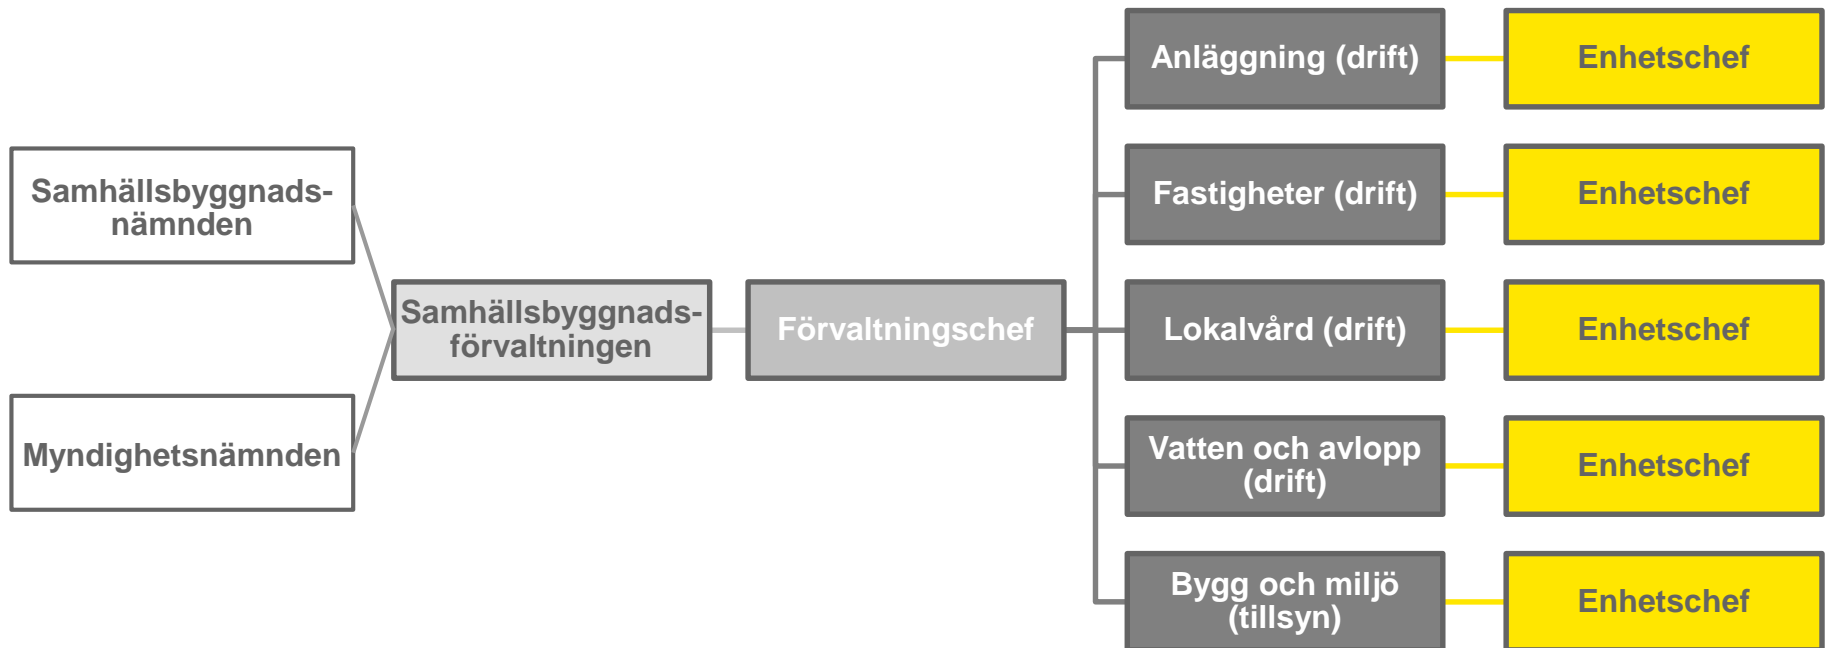 Samhällsbyggnads-
nämnden
Myndighetsnämnden
Samhällsbyggnads-
förvaltningen
Förvaltningschef
Anläggning (drift)
Enhetschef
Fastigheter (drift)
Enhetschef
Lokalvård (drift)
Enhetschef
Vatten och avlopp
(drift)
Enhetschef
Bygg och miljö
(tillsyn)
Enhetschef